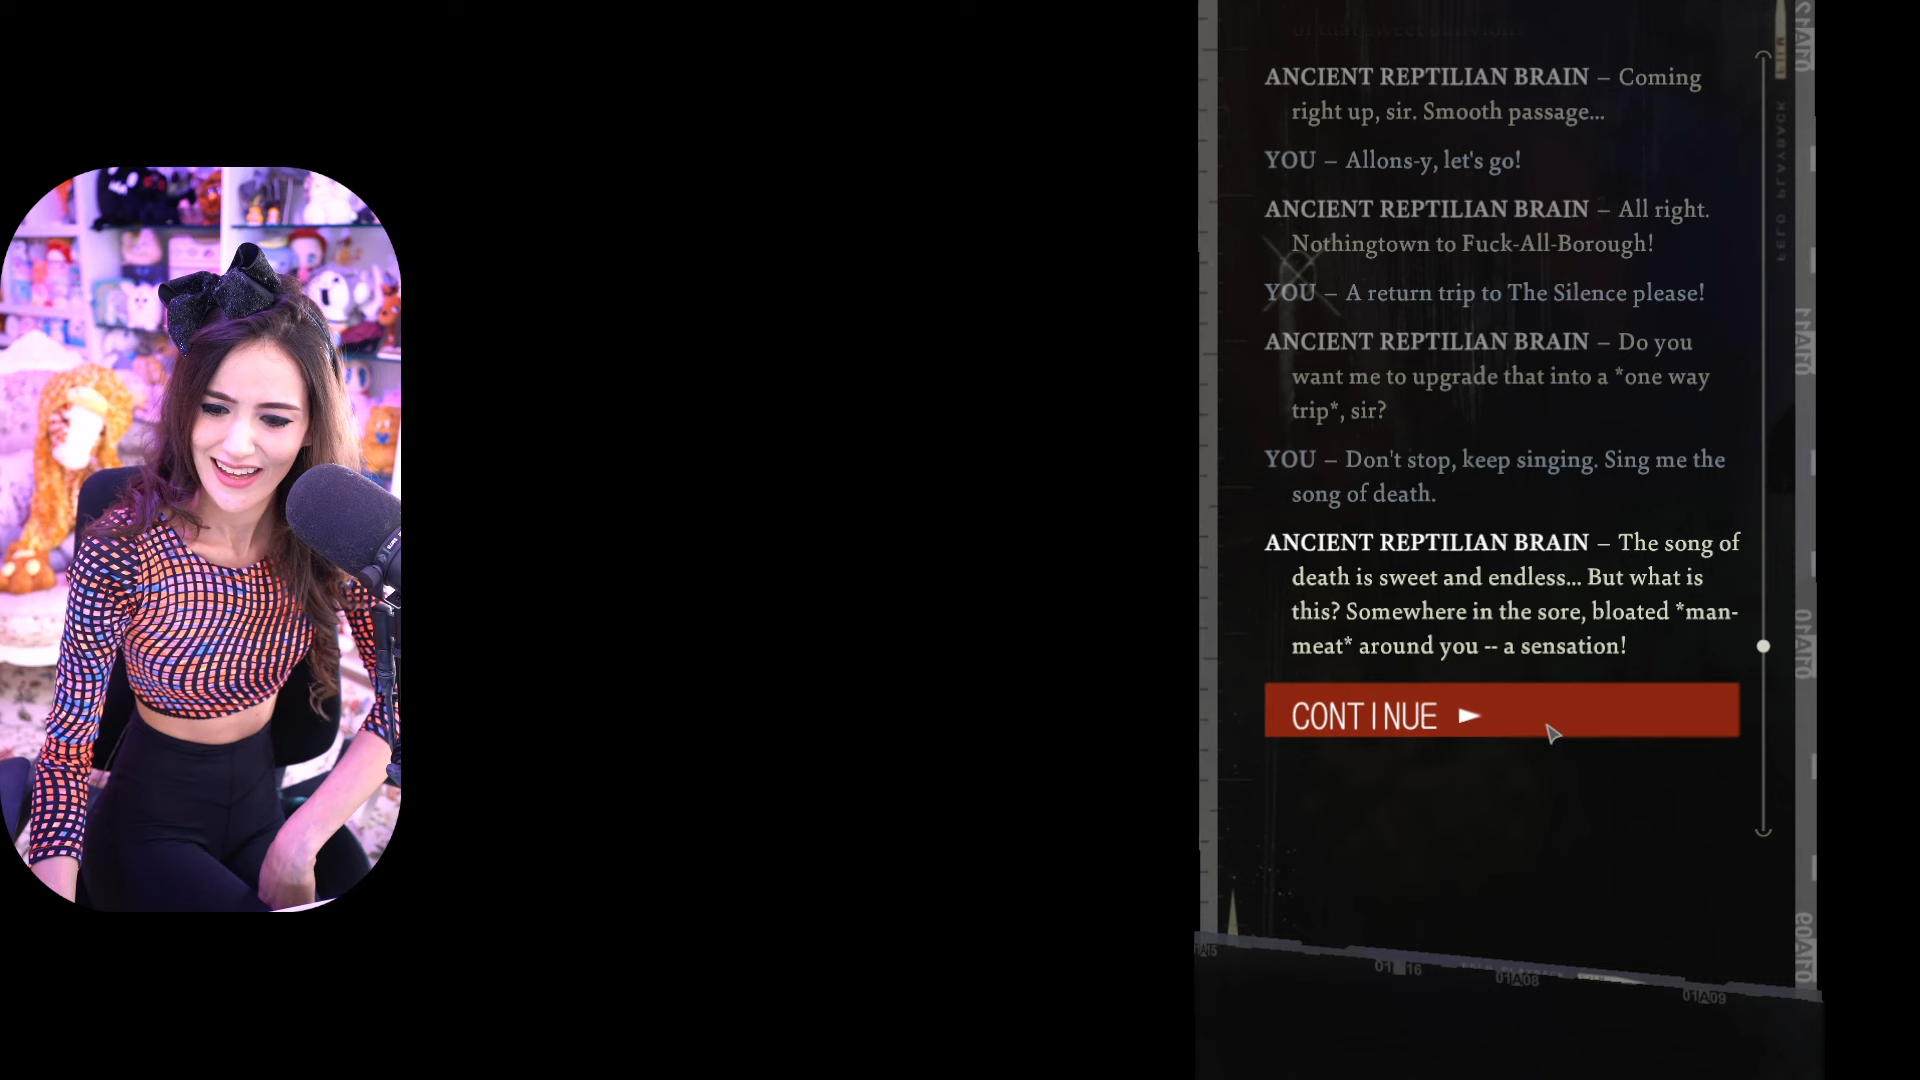 ANCIENT REPTILIAN BRAIN – Coming
right up, sir. Smooth passage...
YOU – Allons-y, let's go!
ANCIENT REPTILIAN BRAIN – All right.
Nothingtown to Fuck-All-Borough!
YOU – A return trip to The Silence please!
ANCIENT REPTILIAN BRAIN – Do you
want me to upgrade that into a *one way
trip*, sir?
YOU – Don't stop, keep singing. Sing me the
song of death.
ANCIENT REPTILIAN BRAIN – The song of
death is sweet and endless... But what is
this? Somewhere in the sore, bloated *man-
meat* around you -- a sensation!
CONTINUE
01A08
01A09